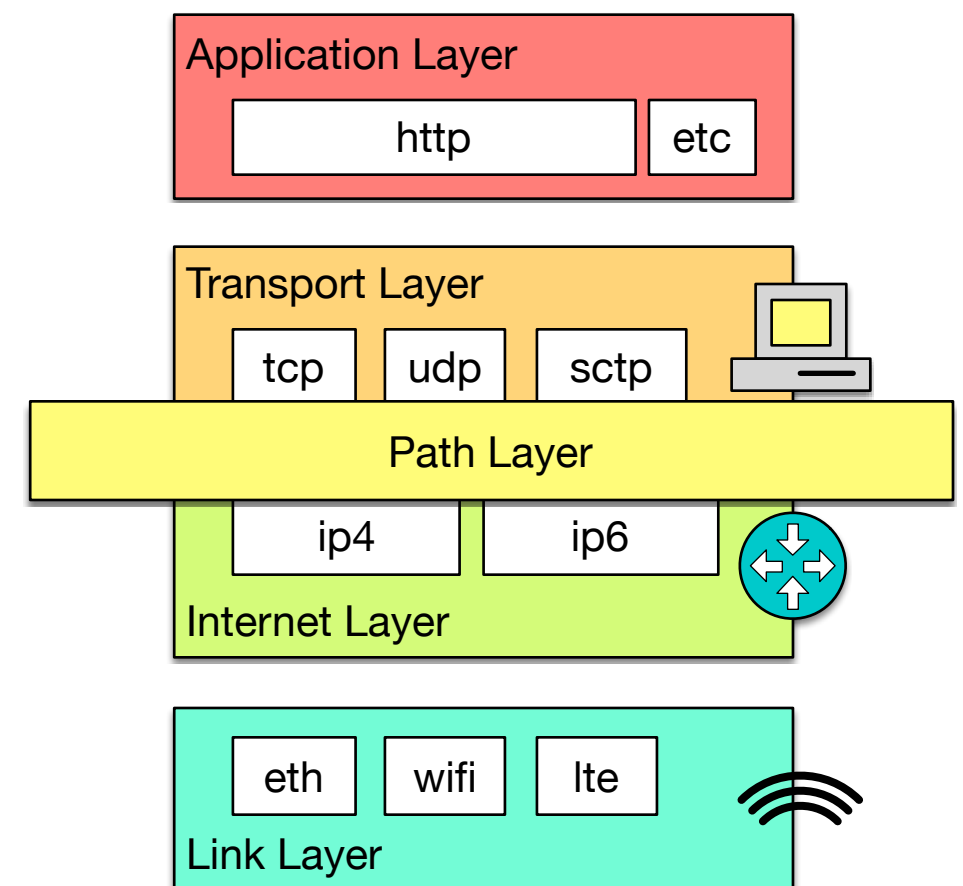 Application Layer
http etc
Transport Layer
tcp udp sctp
Path Layer
ip4 ip6
Internet Layer
eth wifi lte
Link Layer